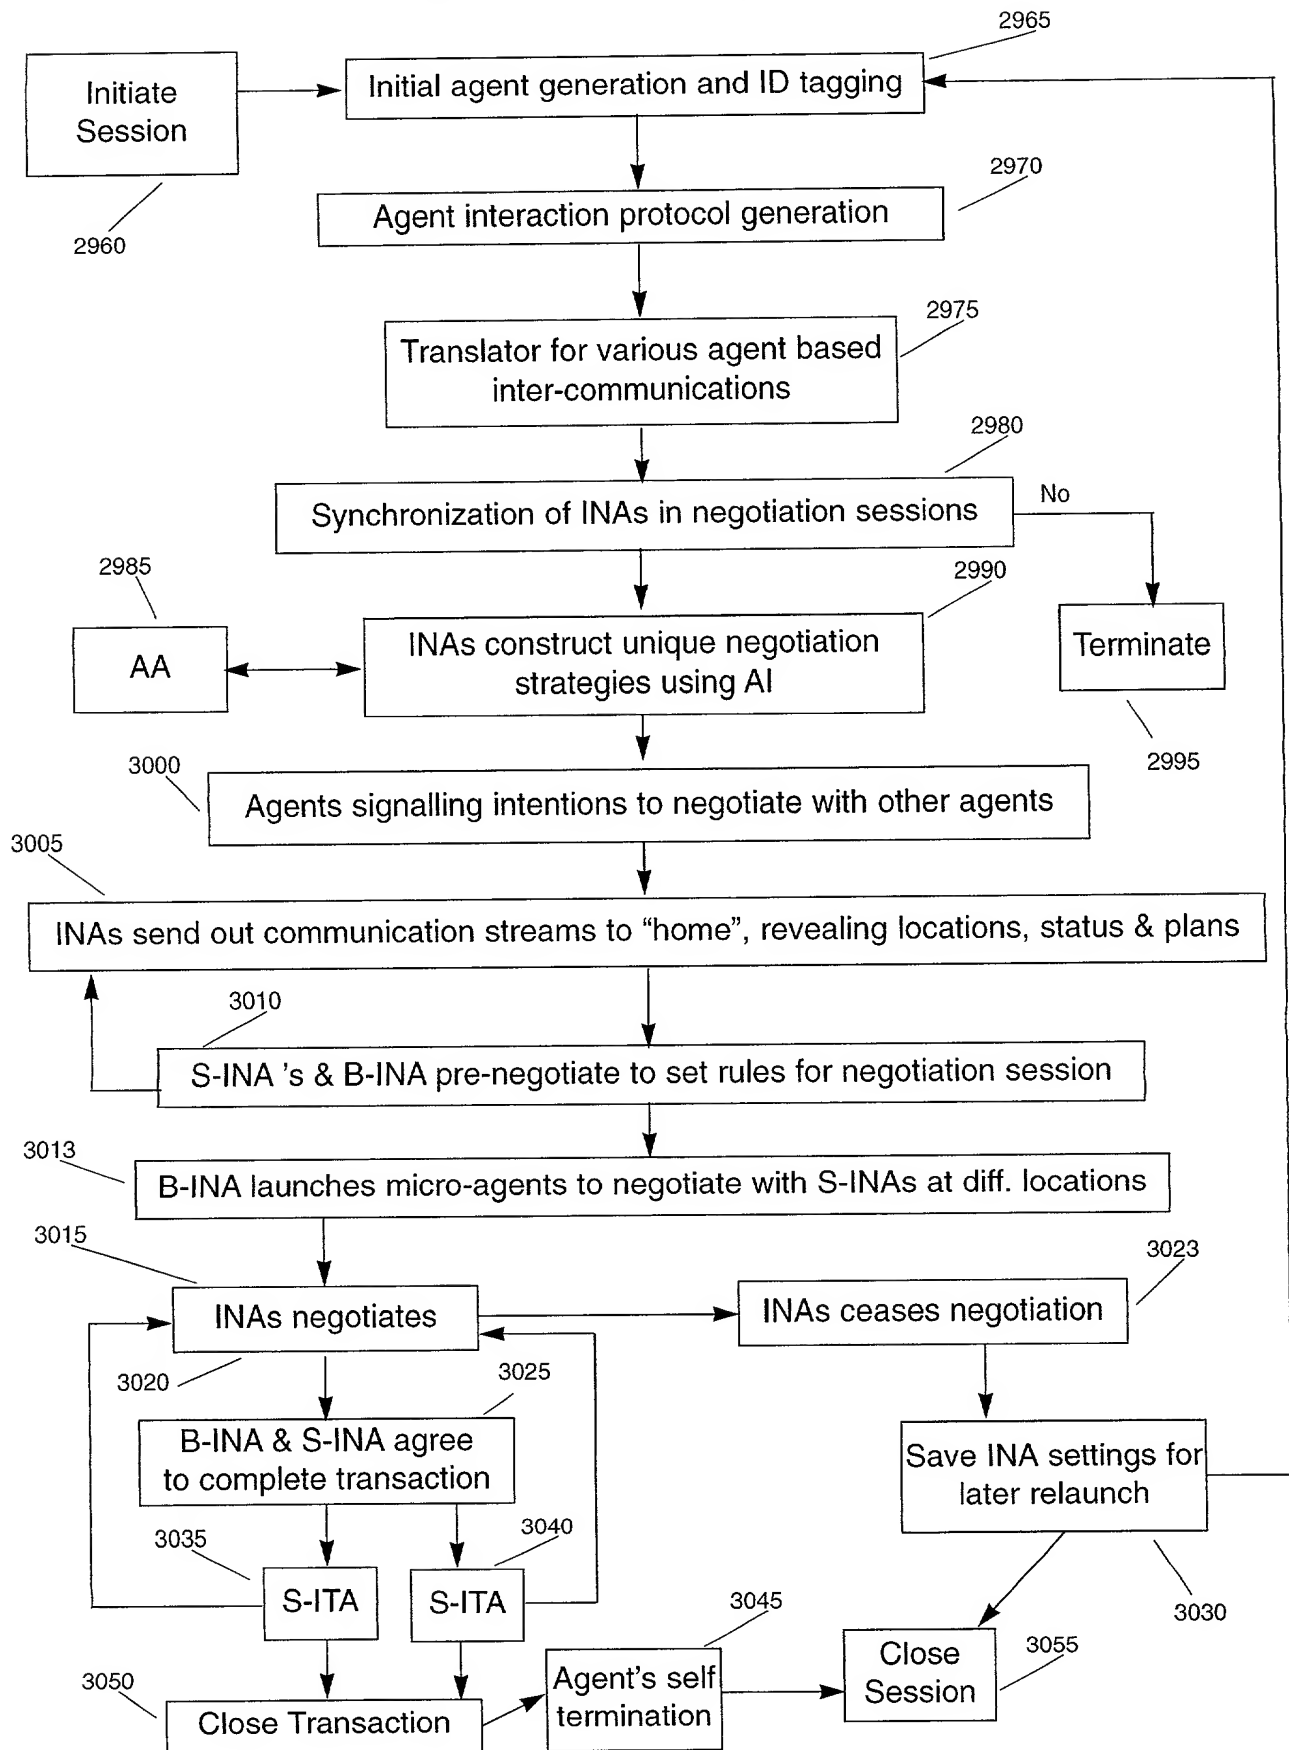 2965
Initiate
Session
Initial agent generation and ID tagging
2960
2970
Agent interaction protocol generation
2975
Translator for various agent based
inter-communications
2980
Synchronization of INAs in negotiation sessions
No
2985
2990
AA
INAs construct unique negotiation
strategies using AI
Terminate
2995
3000
Agents signalling intentions to negotiate with other agents
3005
INAs send out communication streams to “home”, revealing locations, status & plans
3010
S-INA 's & B-INA pre-negotiate to set rules for negotiation session
3013
B-INA launches micro-agents to negotiate with S-INAs at diff. locations
3015
3023
INAs negotiates
INAs ceases negotiation
3020
3025
B-INA & S-INA agree
to complete transaction
Save INA settings for
later relaunch
3035
3040
S-ITA
S-ITA
3030
3045
3050
Close Transaction
Agent's self
termination
Close
Session
3055